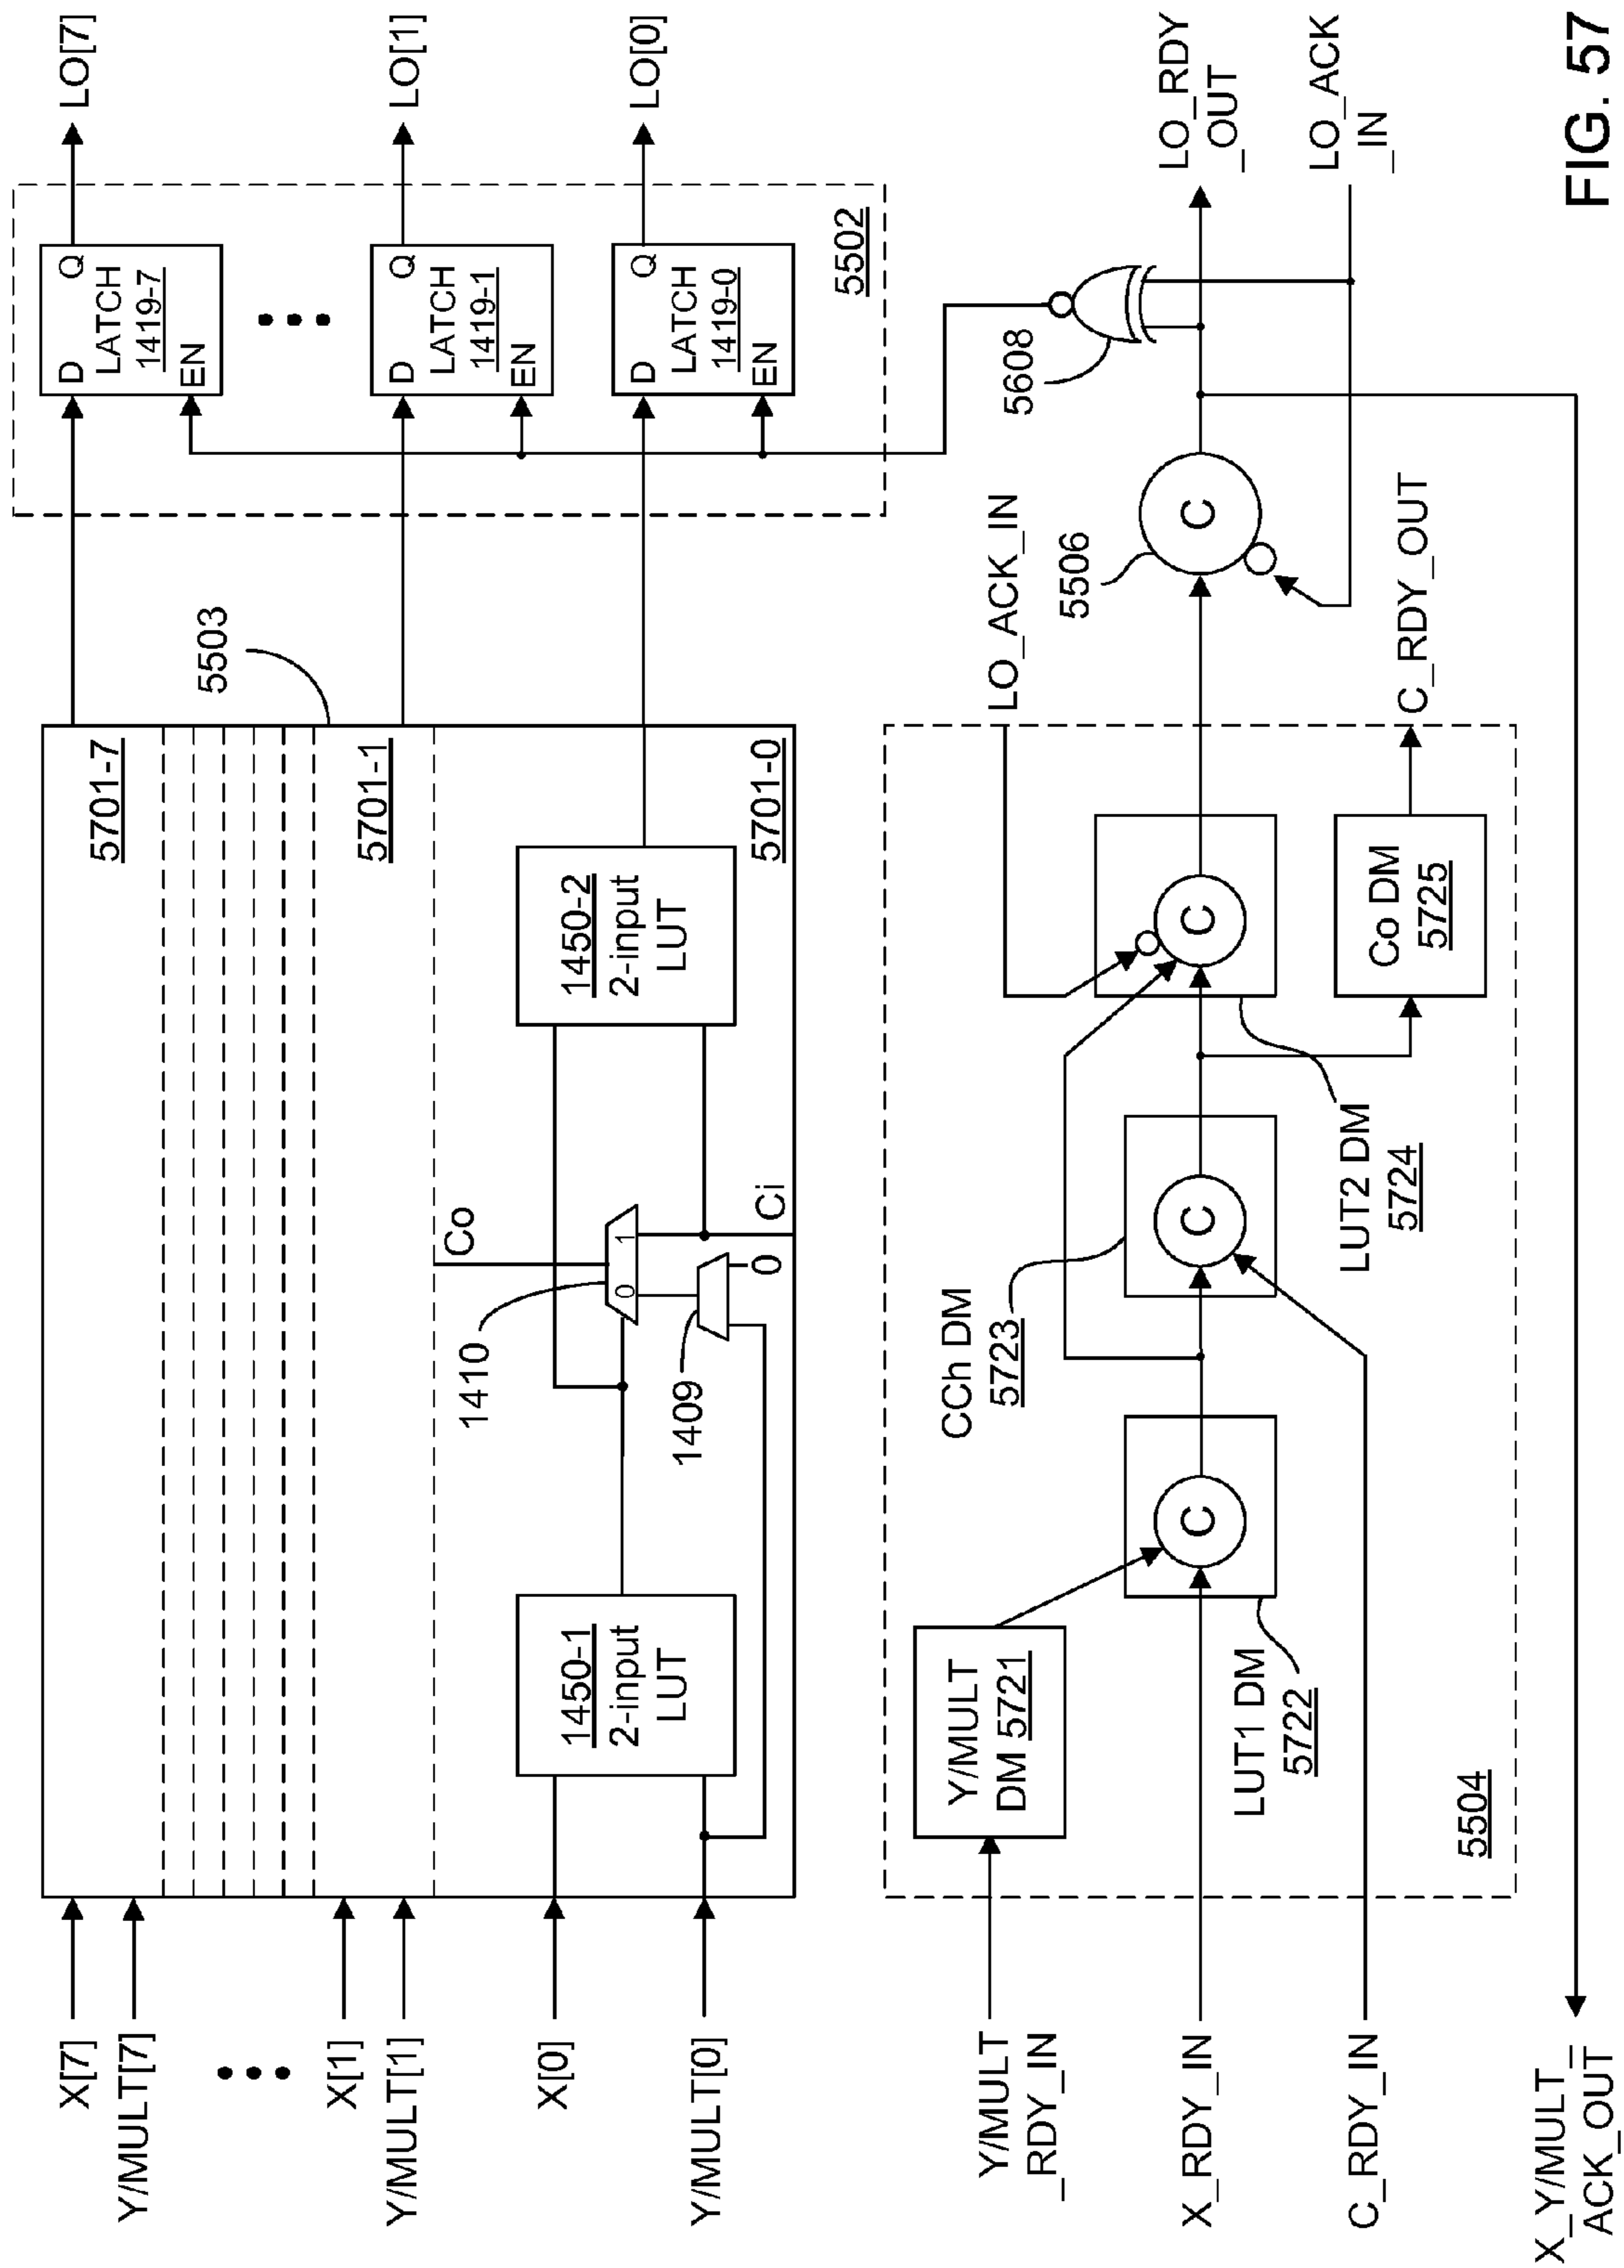 X[7]
Y/MULT[7]
X[1]
Y/MULT[1]
X[0]
Y/MULT[0]
5701-7
5701-1
5701-0
5503
1450-1
2-input
LUT
1450-2
2-input
LUT
Co
1410
0
1
1409
0
Ci
D
Q
LATCH
1419-7
EN
D
Q
LATCH
1419-1
EN
D
Q
LATCH
1419-0
EN
5502
LO[7]
LO[1]
LO[0]
Y/MULT
_RDY_IN
X_RDY_IN
C_RDY_IN
X_Y/MULT_
ACK_OUT
Y/MULT
DM 5721
C
LUT1 DM
5722
CCh DM
5723
C
C
LUT2 DM
5724
Co DM
5725
5504
LO_ACK_IN
C_RDY_OUT
5506
C
5608
LO_RDY
_OUT
LO_ACK
_IN
FIG. 57